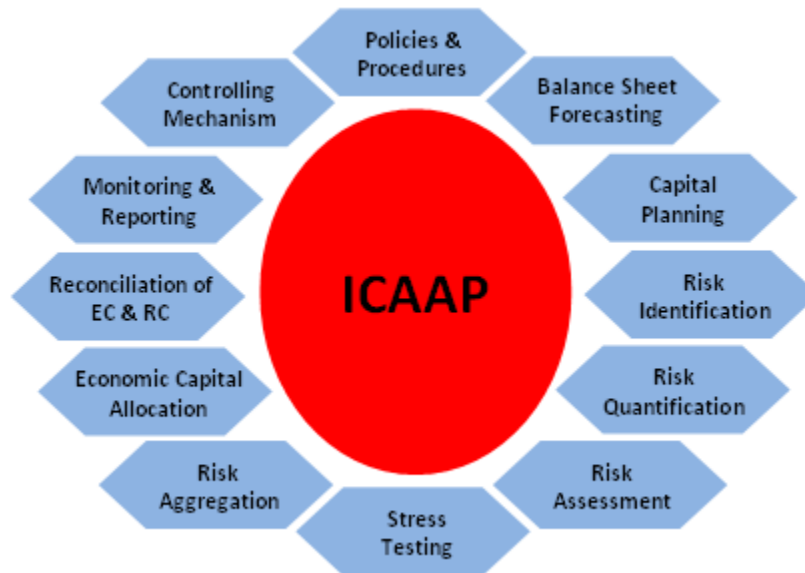 Policies &
Procedures
Balance Sheet
Forecasting
Capital
Planning
Risk
Identification
Risk
Quantification
Risk
Assessment
Stress
Testing
Risk
Aggregation
Economic Capital
Allocation
Reconciliation of
EC & RC
Monitoring &
Reporting
Controlling
Mechanism
ICAAP